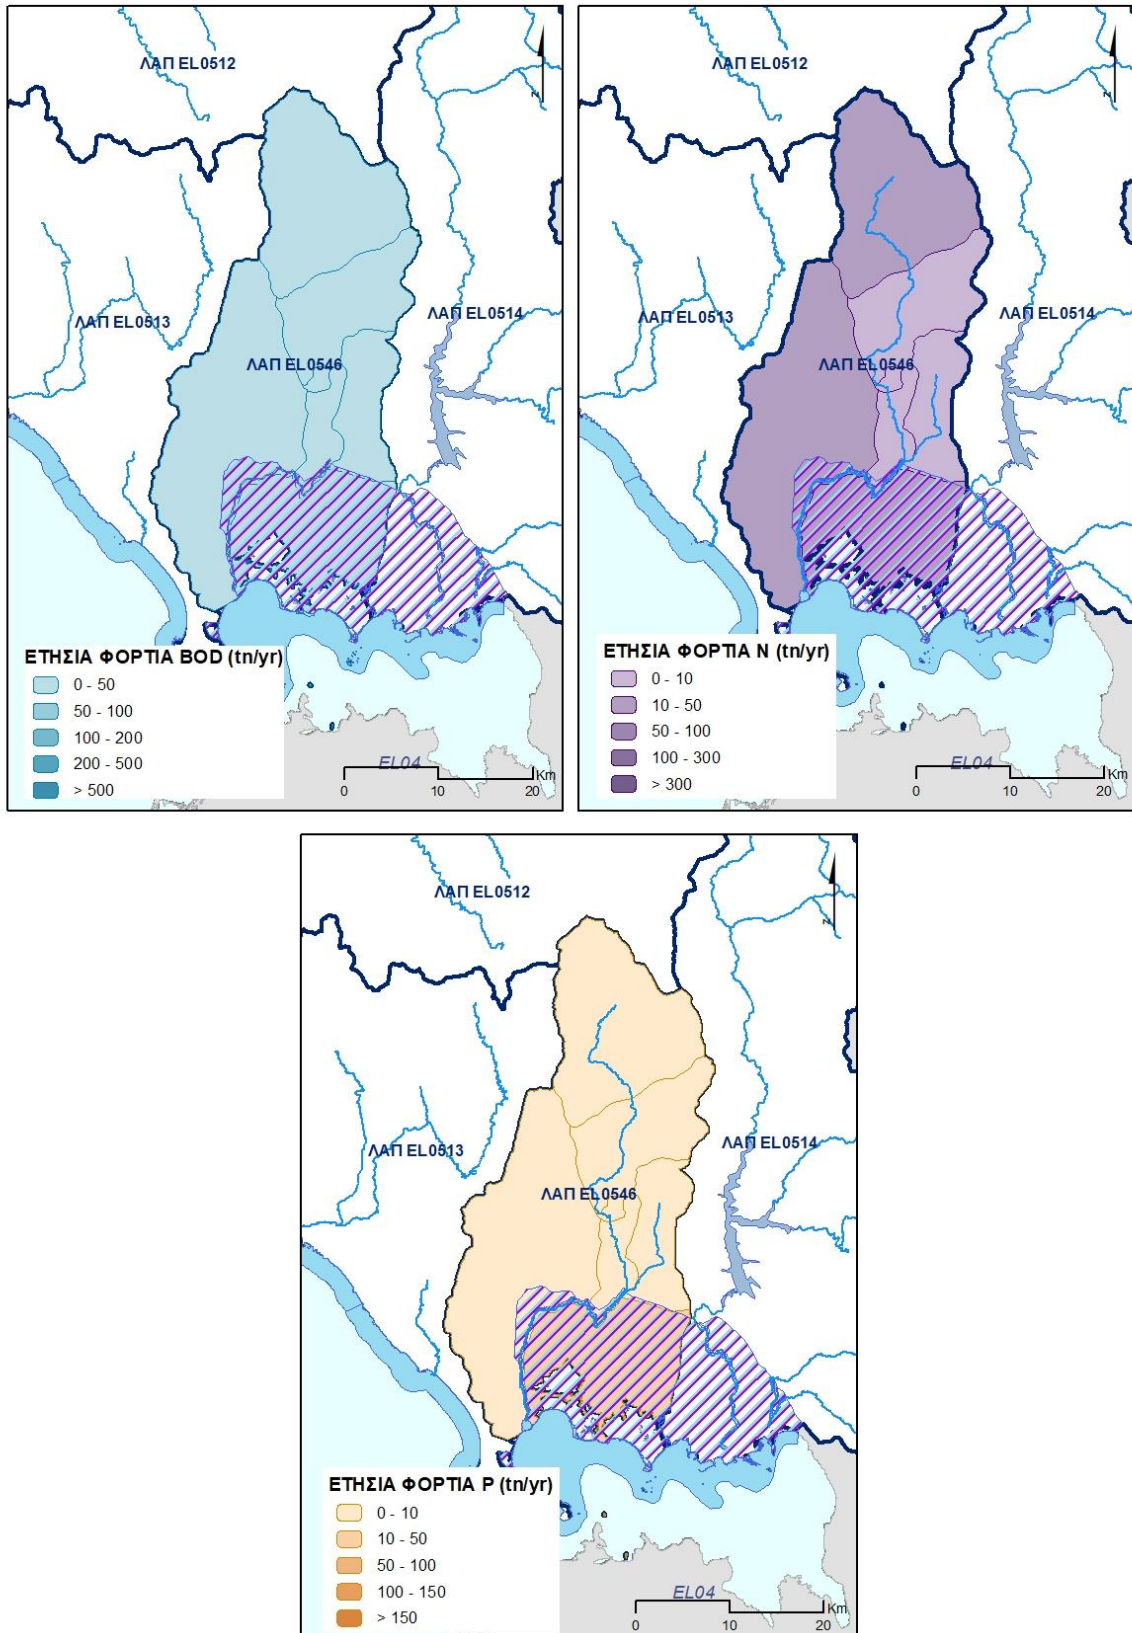 ΛΑΠ EL0512
Z
ΛΑΠ EL0513
ΛΑΠ EL0514
ΛΑΠ EL0546
ΕΤΗΣΙΑ ΦΟΡΤΙΑ BOD (tn/yr)
0 - 50
50 - 100
100 - 200
200 - 500
> 500
EL04
Km
0 10 20
ΛΑΠ EL0512
Z
ΛΑΠ EL0513
ΛΑΠ EL0514
ΛΑΠ EL0546
ΕΤΗΣΙΑ ΦΟΡΤΙΑ N (tn/yr)
0 - 10
10 - 50
50 - 100
100 - 300
> 300
EL04
Km
0 10 20
ΛΑΠ EL0512
Z
ΛΑΠ EL0513
ΛΑΠ EL0514
ΛΑΠ EL0546
ΕΤΗΣΙΑ ΦΟΡΤΙΑ P (tn/yr)
0 - 10
10 - 50
50 - 100
100 - 150
> 150
EL04
Km
0 10 20